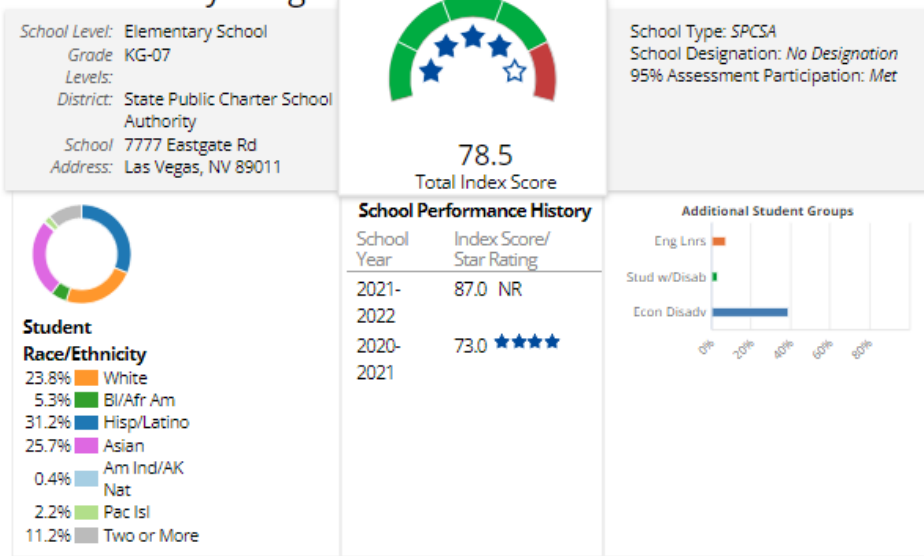 School Level: Elementary School
Grade Levels: KG-07
District: State Public Charter School
Authority
School Address: 7777 Eastgate Rd
Las Vegas, NV 89011
78.5
Total Index Score
School Type: SPCSA
School Designation: No Designation
95% Assessment Participation: Met
Student
Race/Ethnicity
23.8% White
5.3% Bl/Afr Am
31.2% Hisp/Latino
25.7% Asian
0.4% Am Ind/AK
Nat
2.2% Pac Isl
11.2% Two or More
School Performance History
School Year
Index Score/
Star Rating
2021-
2022
87.0 NR
2020-
2021
73.0
Additional Student Groups
Eng Lnrs
Stud w/Disab
Econ Disadv
0%
20%
40%
60%
80%